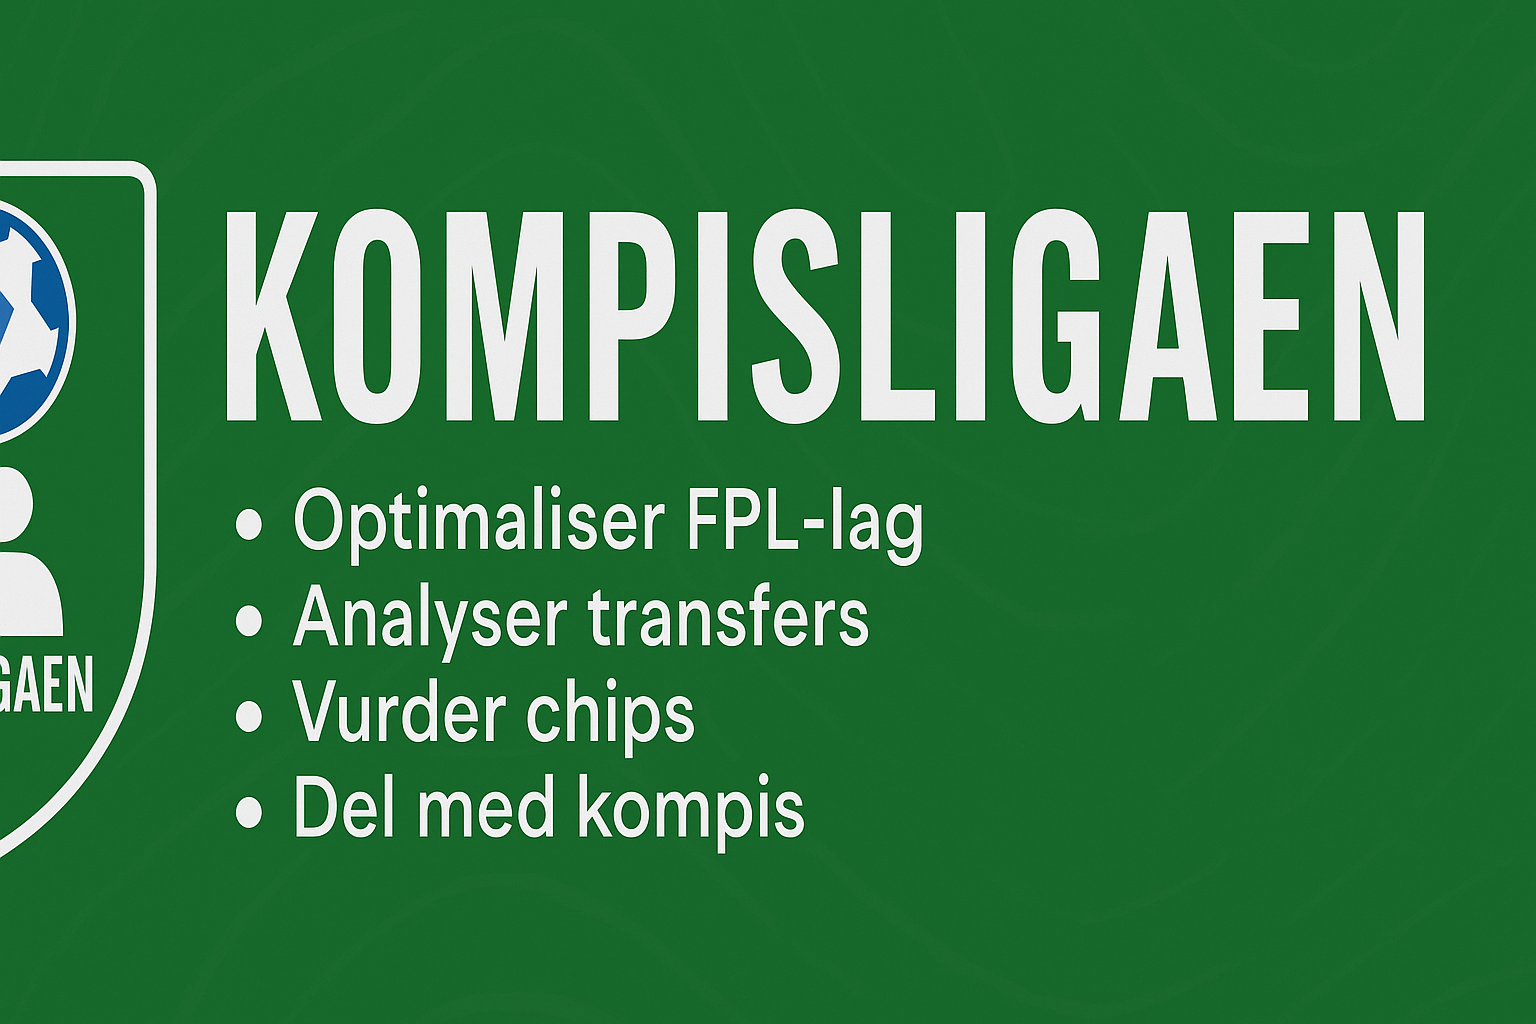 KOMPISLIGAEN
GAEN
• Optimaliser FPL-lag
• Analyser transfers
• Vurder chips
• Del med kompis